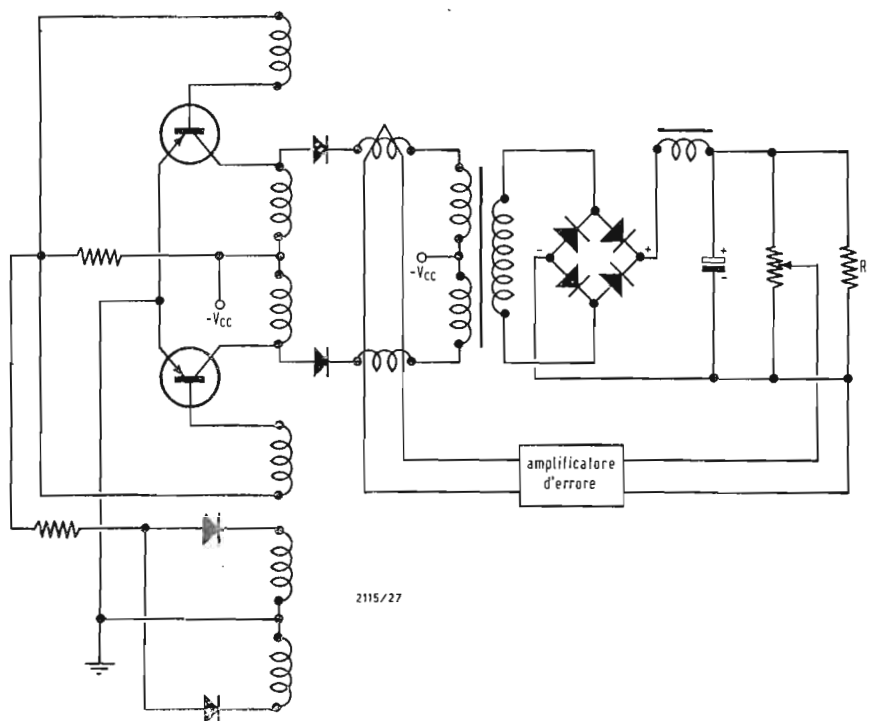 -Vcc
-Vcc
- +
+
-
R
amplificatore
d'errore
2115/27